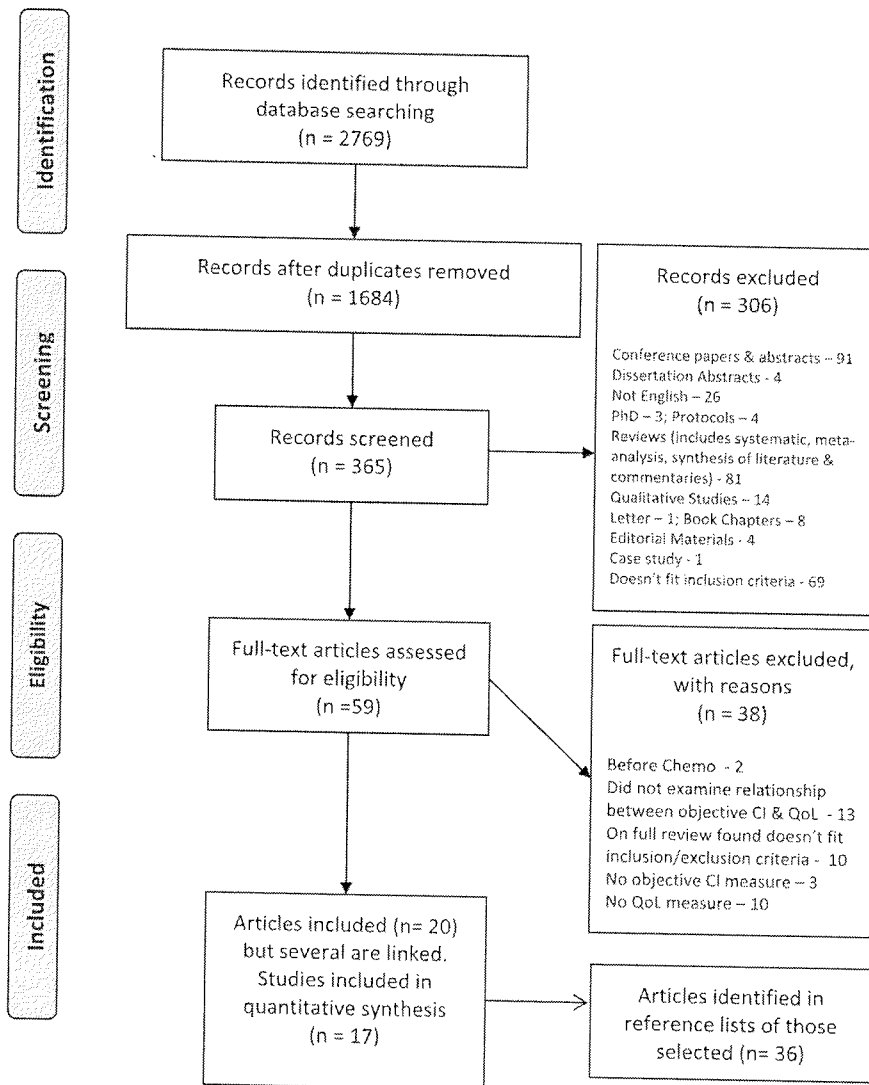 Identification
Records identified through
database searching
(n = 2769)
Screening
Records after duplicates removed
(n = 1684)
Records screened
(n = 365)
Records excluded
(n = 306)
Conference papers & abstracts – 91
Dissertation Abstracts - 4
Not English – 26
PhD – 3; Protocols – 4
Reviews (includes systematic, meta-
analysis, synthesis of literature &
commentaries) - 81
Qualitative Studies – 14
Letter – 1; Book Chapters – 8
Editorial Materials - 4
Case study - 1
Doesn't fit inclusion criteria - 69
Eligibility
Full-text articles assessed
for eligibility
(n =59)
Full-text articles excluded,
with reasons
(n = 38)
Before Chemo - 2
Did not examine relationship
between objective CI & QoL - 13
On full review found doesn't fit
inclusion/exclusion criteria - 10
No objective CI measure – 3
No QoL measure – 10
Included
Articles included (n= 20)
but several are linked.
Studies included in
quantitative synthesis
(n = 17)
Articles identified in
reference lists of those
selected (n= 36)